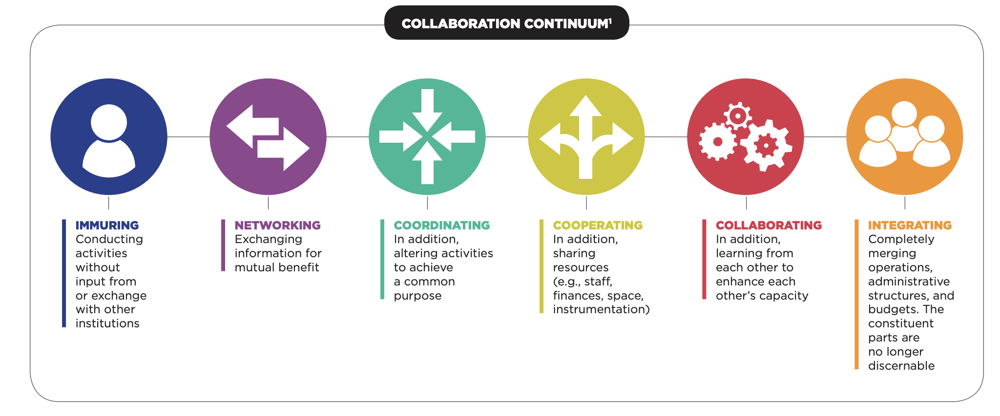 COLLABORATION CONTINUUM¹
IMMURING
Conducting
activities
without
input from
or exchange
with other
institutions
NETWORKING
Exchanging
information for
mutual benefit
COORDINATING
In addition,
altering activities
to achieve
a common
purpose
COOPERATING
In addition,
sharing
resources
(e.g., staff,
finances, space,
instrumentation)
COLLABORATING
In addition,
learning from
each other to
enhance each
other’s capacity
INTEGRATING
Completely
merging
operations,
administrative
structures, and
budgets. The
constituent
parts are
no longer
discernable